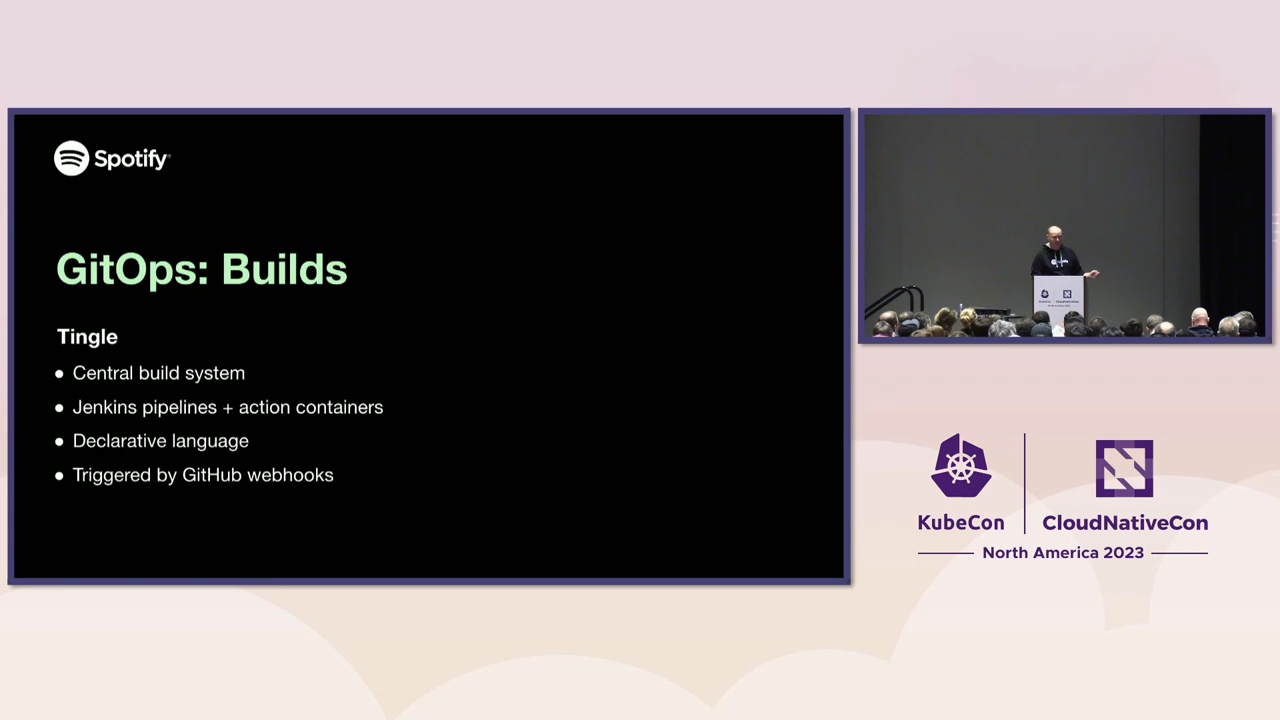 Spotify
GitOps: Builds
Tingle
● Central build system
● Jenkins pipelines + action containers
● Declarative language
● Triggered by GitHub webhooks
KubeCon
CloudNativeCon
North America 2023